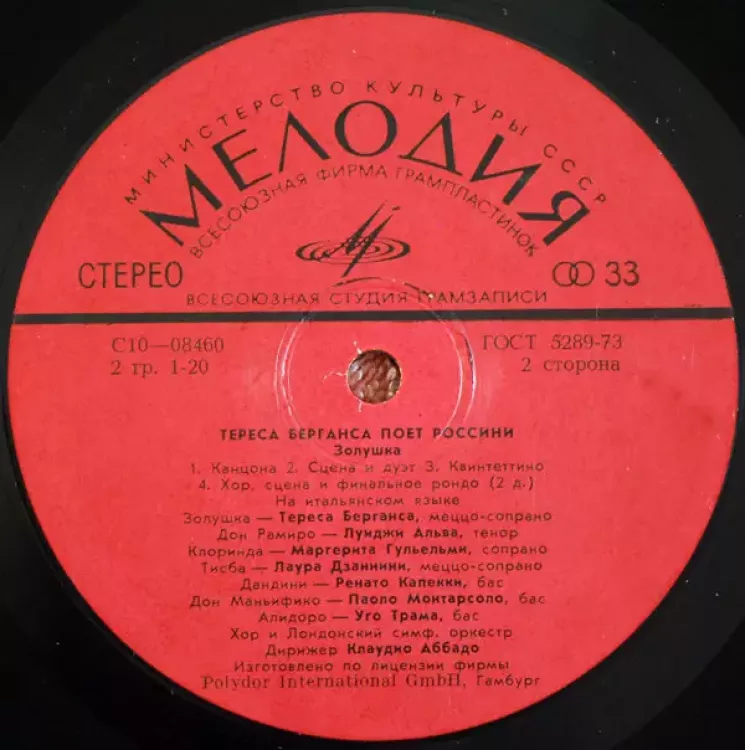 МИНИСТЕРСТВО КУЛЬТУРЫ СССР
МЕЛОДИЯ
ВСЕСОЮЗНАЯ ФИРМА ГРАМПЛАСТИНОК
СТЕРЕО
33
ВСЕСОЮЗНАЯ СТУДИЯ ГРАМЗАПИСИ
С10—08460
ГОСТ 5289-73
2 гр. 1-20
2 сторона
ТЕРЕСА БЕРГАНСА ПОЕТ РОССИНИ
Золушка
1. Канцона 2. Сцена и дуэт 3. Квинтеттино
4. Хор, сцена и финальное рондо (2 д.)
На итальянском языке
Золушка — Тереса Берганса, меццо-сопрано
Дон Рамиро — Луиджи Альва, тенор
Клоринда — Маргерита Гульельми, сопрано
Тисба — Лаура Дзаннини, меццо-сопрано
Дандини — Ренато Капекки, бас
Дон Маньифико — Паоло Монтарсоло, бас
Алидоро — Уго Трама, бас
Хор и Лондонский симф. оркестр
Дирижер Клаудио Аббадо
Изготовлено по лицензии фирмы
Polydor International GmbH, Гамбург